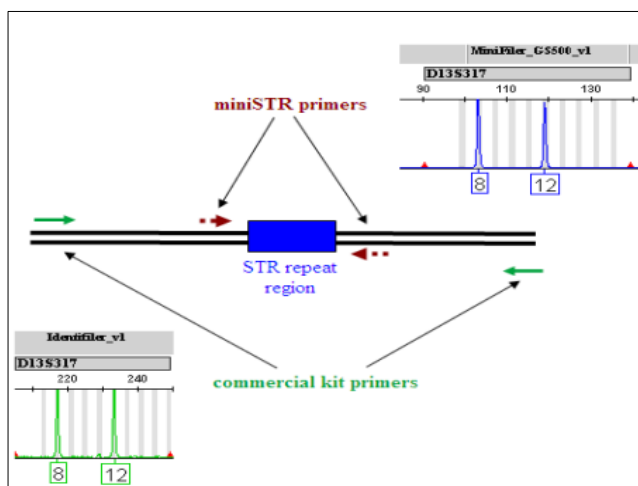 MiniFiler_GS500_v1
D13S317
90 110 130
8 12
miniSTR primers
STR repeat
region
Identifiler_v1
D13S317
220 240
8 12
commercial kit primers